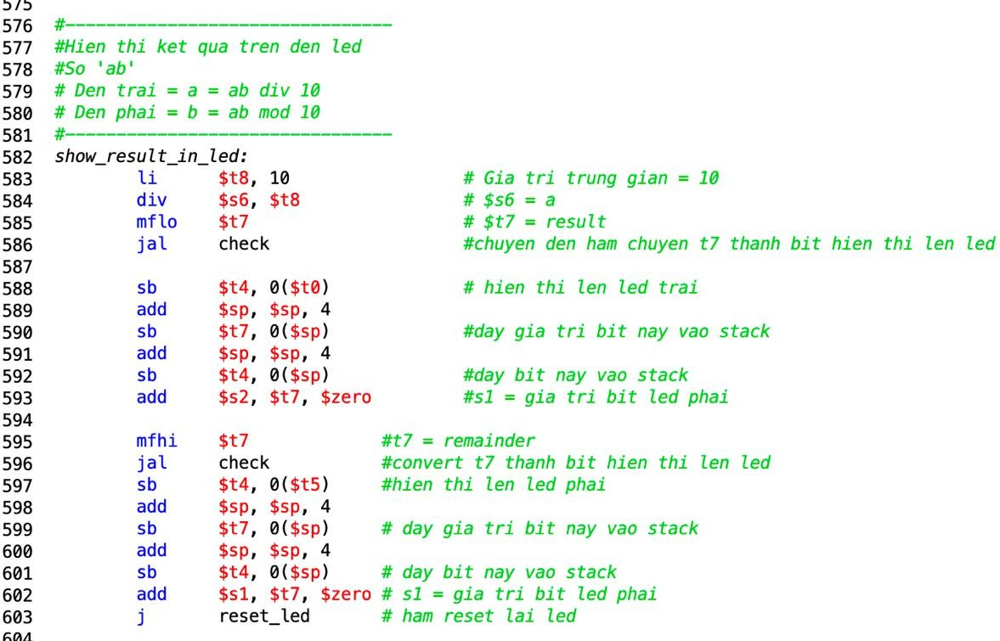 575
576 #--------------------------------
577 #Hien thi ket qua tren den led
578 #So 'ab'
579 # Den trai = a = ab div 10
580 # Den phai = b = ab mod 10
581 #--------------------------------
582 show_result_in_led:
583 li $t8, 10 # Gia tri trung gian = 10
584 div $s6, $t8 # $s6 = a
585 mflo $t7 # $t7 = result
586 jal check #chuyen den ham chuyen t7 thanh bit hien thi len led
587
588 sb $t4, 0($t0) # hien thi len led trai
589 add $sp, $sp, 4
590 sb $t7, 0($sp) #day gia tri bit nay vao stack
591 add $sp, $sp, 4
592 sb $t4, 0($sp) #day bit nay vao stack
593 add $s2, $t7, $zero #s1 = gia tri bit led phai
594
595 mfhi $t7 #t7 = remainder
596 jal check #convert t7 thanh bit hien thi len led
597 sb $t4, 0($t5) #hien thi len led phai
598 add $sp, $sp, 4
599 sb $t7, 0($sp) # day gia tri bit nay vao stack
600 add $sp, $sp, 4
601 sb $t4, 0($sp) # day bit nay vao stack
602 add $s1, $t7, $zero # s1 = gia tri bit led phai
603 j reset_led # ham reset lai led
604